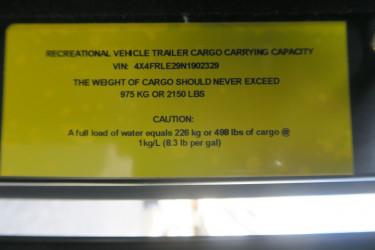 RECREATIONAL VEHICLE TRAILER CARGO CARRYING CAPACITY
VIN: 4X4FRLE29N1902329
THE WEIGHT OF CARGO SHOULD NEVER EXCEED
975 KG OR 2150 LBS
CAUTION:
A full load of water equals 226 kg or 498 lbs of cargo @
1kg/L (8.3 lb per gal)